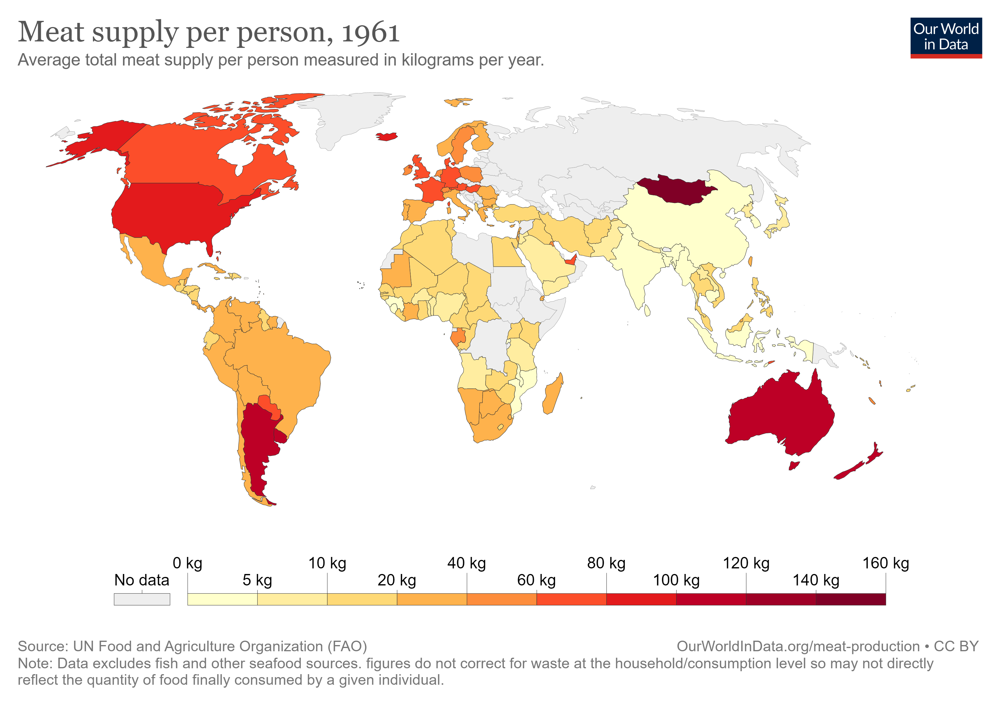 Meat supply per person, 1961
Average total meat supply per person measured in kilograms per year.
Our World
in Data
No data
0 kg
5 kg
10 kg
20 kg
40 kg
60 kg
80 kg
100 kg
120 kg
140 kg
160 kg
Source: UN Food and Agriculture Organization (FAO)
OurWorldInData.org/meat-production • CC BY
Note: Data excludes fish and other seafood sources. figures do not correct for waste at the household/consumption level so may not directly
reflect the quantity of food finally consumed by a given individual.